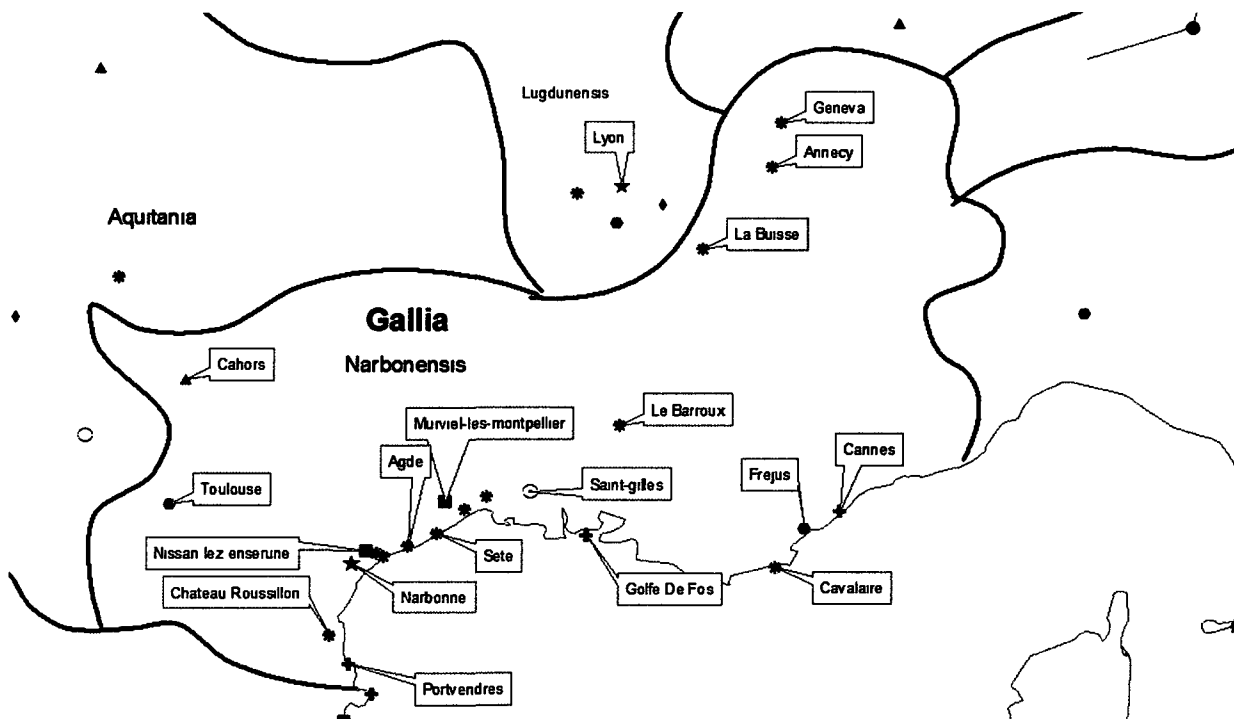 Lugdunensis
Geneva
Lyon
Annecy
Aquitania
La Buisse
Gallia
Narbonensis
Cahors
Le Barroux
Murviel-les-montpellier
Agde
Cannes
Frejus
Toulouse
Saint-gilles
Nissan lez enserune
Sete
Chateau Roussillon
Narbonne
Golfe De Fos
Cavalaire
Portvendres